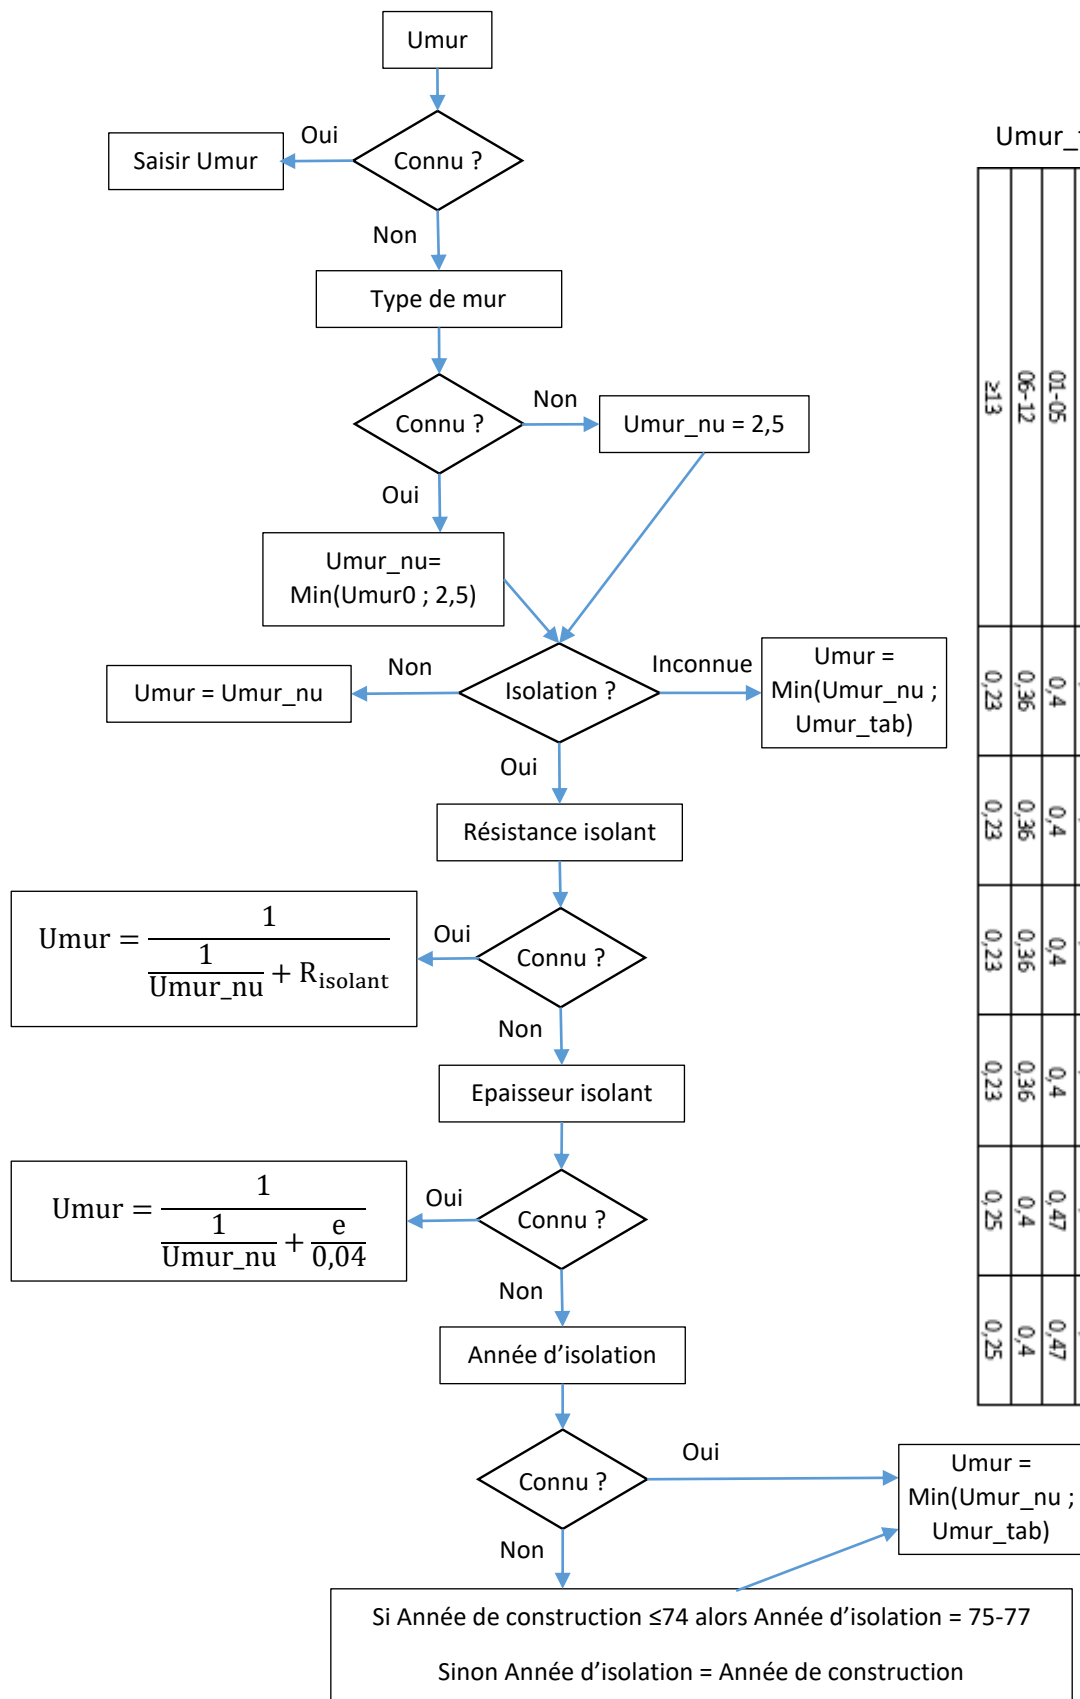 Umur
Connu ?
Oui
Saisir Umur
Umur_
Non
Type de mur
Connu ?
Non
Umur_nu = 2,5
Oui
Umur_nu=
Min(Umur0 ; 2,5)
Isolation ?
Non
Umur = Umur_nu
Inconnue
Umur =
Min(Umur_nu ;
Umur_tab)
Oui
Résistance isolant
Connu ?
Oui
Umur = 1 / (1/Umur_nu + Risolant)
Non
Epaisseur isolant
Connu ?
Oui
Umur = 1 / (1/Umur_nu + e/0,04)
Non
Année d’isolation
Connu ?
Oui
Umur =
Min(Umur_nu ;
Umur_tab)
Non
Si Année de construction ≤74 alors Année d’isolation = 75-77
Sinon Année d’isolation = Année de construction
01-05 0,4 0,4 0,4 0,4 0,47 0,47
06-12 0,36 0,36 0,36 0,36 0,4 0,4
≥13 0,23 0,23 0,23 0,23 0,25 0,25